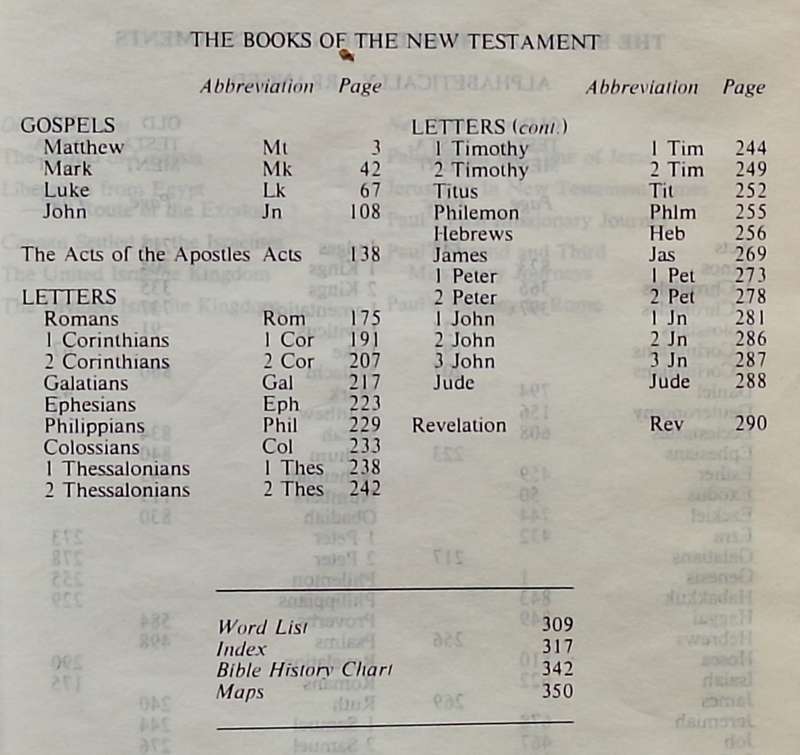 THE BOOKS OF THE NEW TESTAMENT
Abbreviation Page
GOSPELS
Matthew Mt 3
Mark Mk 42
Luke Lk 67
John Jn 108
The Acts of the Apostles Acts 138
LETTERS
Romans Rom 175
1 Corinthians 1 Cor 191
2 Corinthians 2 Cor 207
Galatians Gal 217
Ephesians Eph 223
Philippians Phil 229
Colossians Col 233
1 Thessalonians 1 Thes 238
2 Thessalonians 2 Thes 242
Abbreviation Page
LETTERS (cont.)
1 Timothy 1 Tim 244
2 Timothy 2 Tim 249
Titus Tit 252
Philemon Phlm 255
Hebrews Heb 256
James Jas 269
1 Peter 1 Pet 273
2 Peter 2 Pet 278
1 John 1 Jn 281
2 John 2 Jn 286
3 John 3 Jn 287
Jude Jude 288
Revelation Rev 290
Word List 309
Index 317
Bible History Chart 342
Maps 350